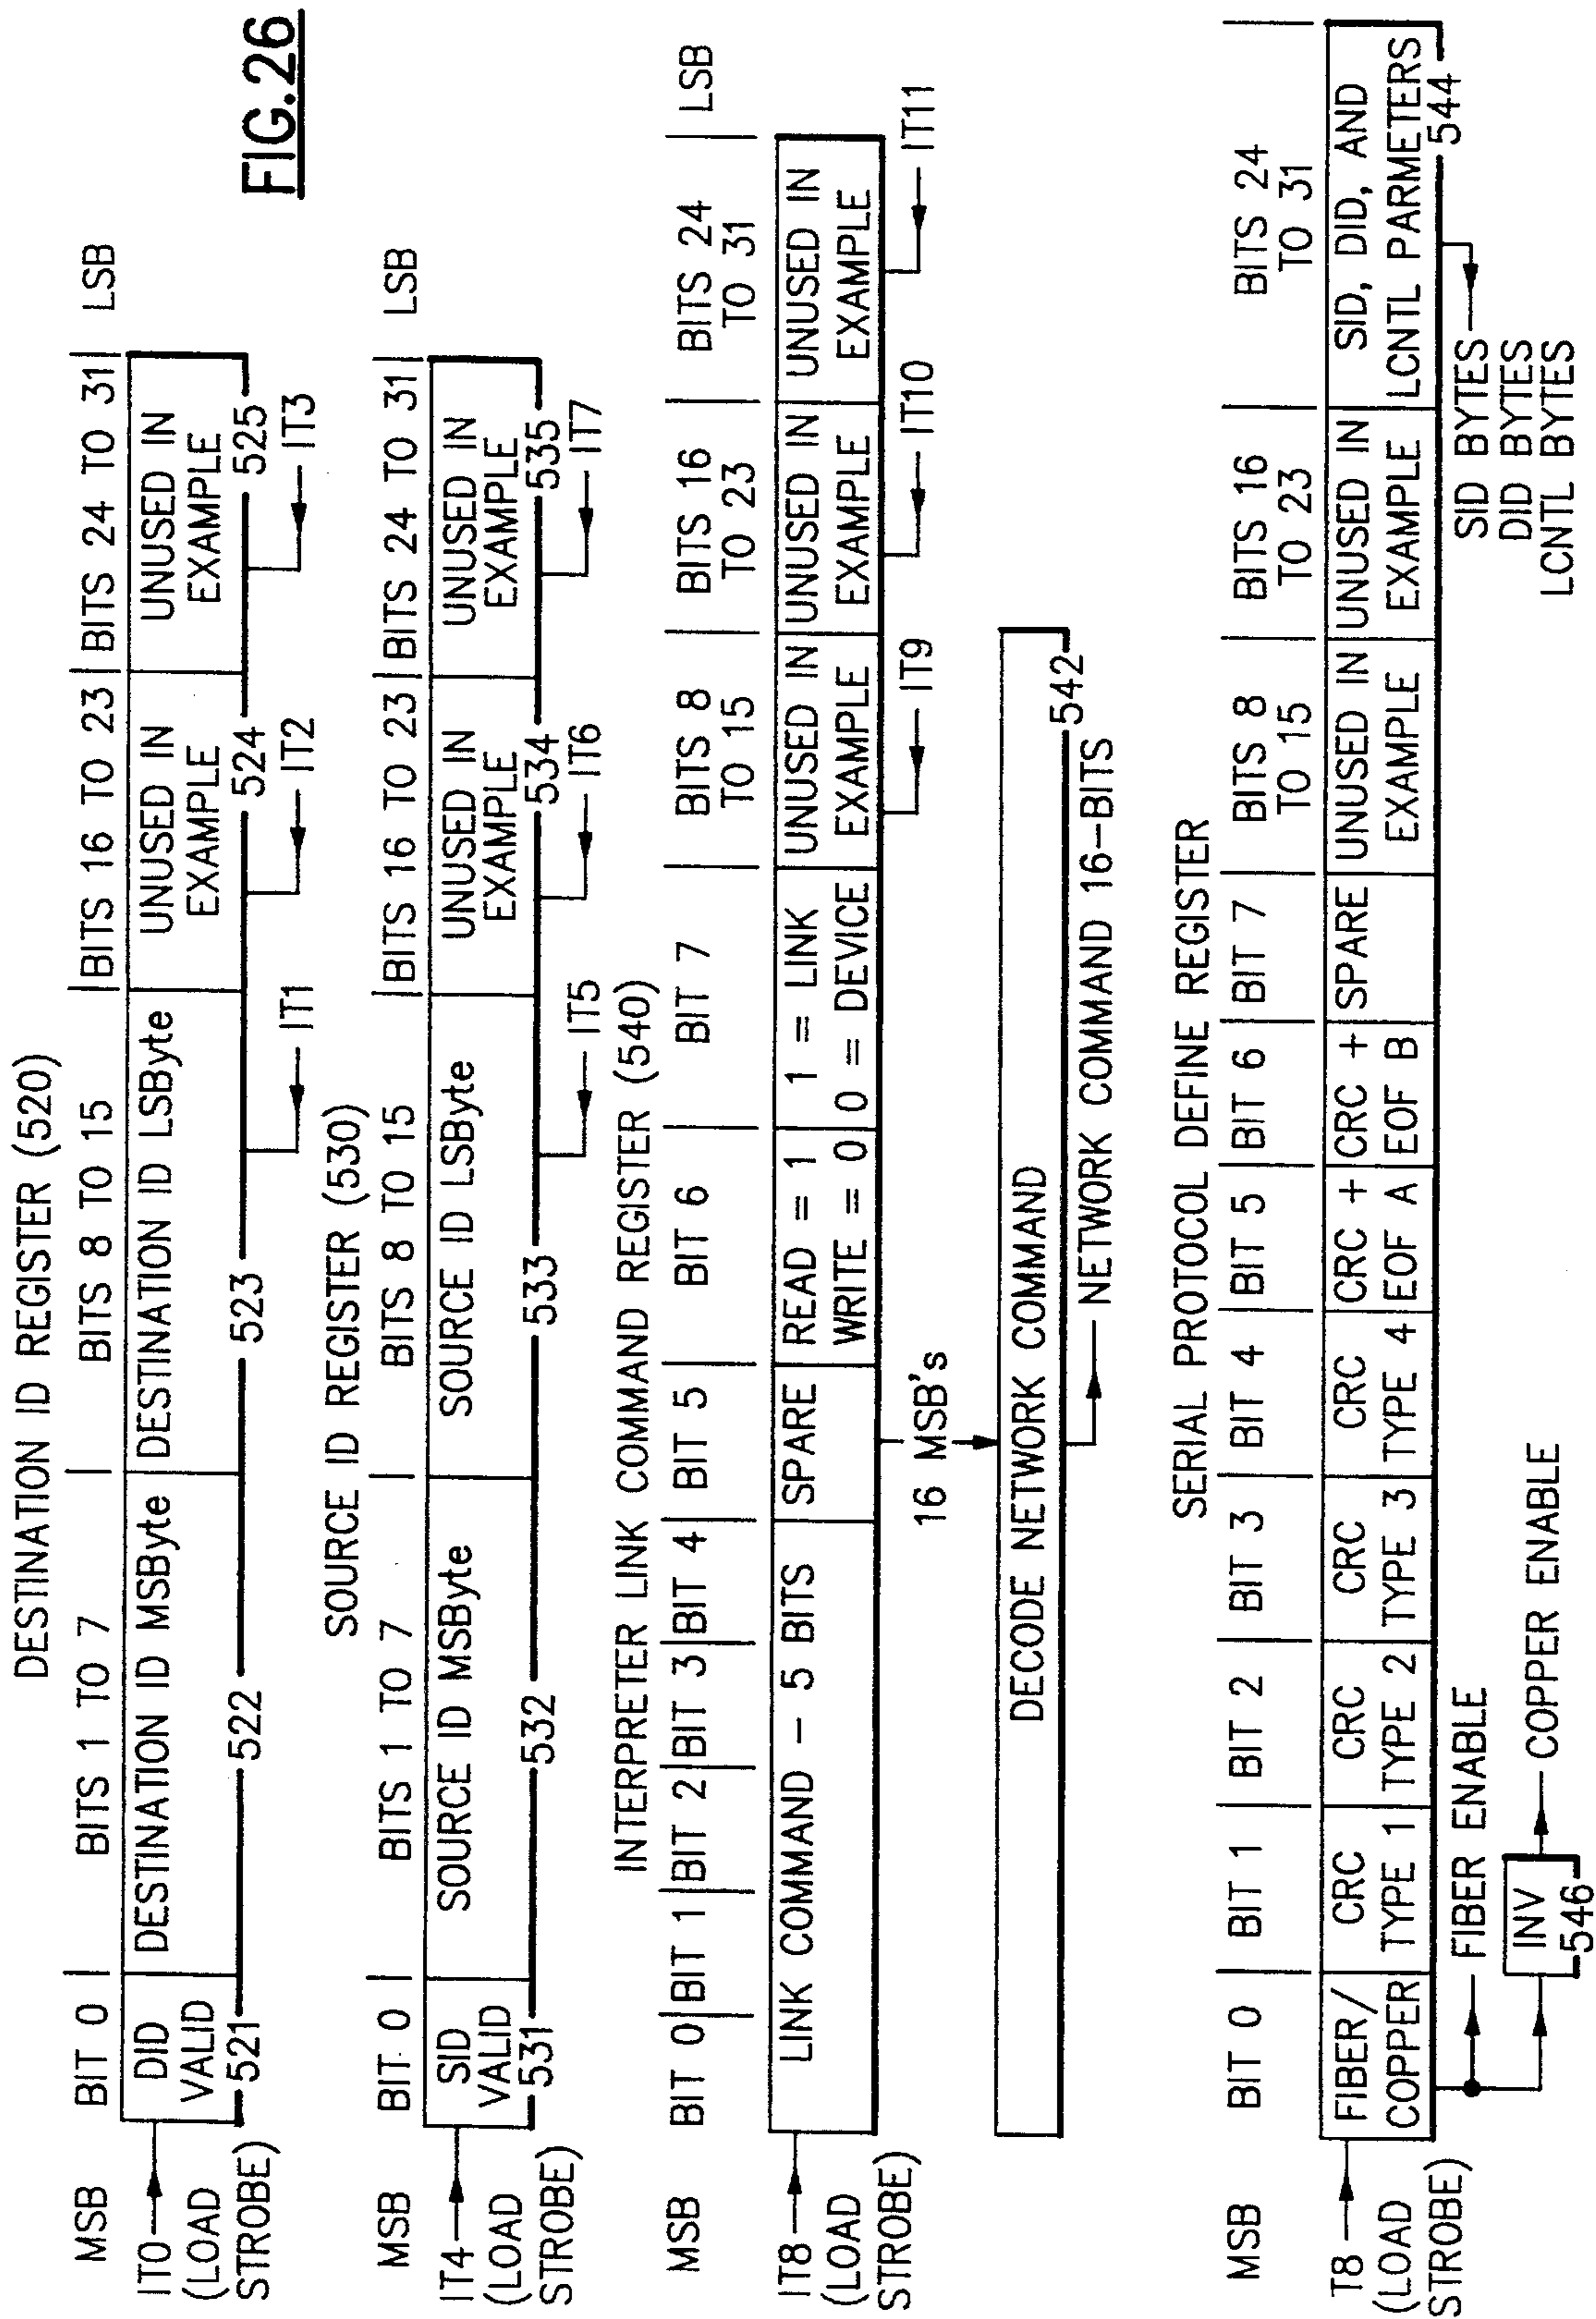 FIG.26
DESTINATION ID REGISTER (520)
MSB BIT 0 BITS 1 TO 7 BITS 8 TO 15 BITS 16 TO 23 BITS 24 TO 31 LSB
IT0 (LOAD STROBE)
DID VALID
DESTINATION ID MSByte
DESTINATION ID LSByte
UNUSED IN EXAMPLE
UNUSED IN EXAMPLE
521 522 523 524 525
IT1 IT2 IT3
SOURCE ID REGISTER (530)
MSB BIT 0 BITS 1 TO 7 BITS 8 TO 15 BITS 16 TO 23 BITS 24 TO 31 LSB
IT4 (LOAD STROBE)
SID VALID
SOURCE ID MSByte
SOURCE ID LSByte
UNUSED IN EXAMPLE
UNUSED IN EXAMPLE
531 532 533 534 535
IT5 IT6 IT7
INTERPRETER LINK COMMAND REGISTER (540)
MSB BIT 0 BIT 1 BIT 2 BIT 3 BIT 4 BIT 5 BIT 6 BIT 7 BITS 8 TO 15 BITS 16 TO 23 BITS 24 TO 31 LSB
IT8 (LOAD STROBE)
LINK COMMAND - 5 BITS
SPARE
READ = 1
WRITE = 0
1 = LINK
0 = DEVICE
UNUSED IN EXAMPLE
UNUSED IN EXAMPLE
UNUSED IN EXAMPLE
IT9 IT10 IT11
16 MSB's
DECODE NETWORK COMMAND
542
NETWORK COMMAND 16-BITS
SERIAL PROTOCOL DEFINE REGISTER
MSB BIT 0 BIT 1 BIT 2 BIT 3 BIT 4 BIT 5 BIT 6 BIT 7 BITS 8 TO 15 BITS 16 TO 23 BITS 24 TO 31
T8 (LOAD STROBE)
FIBER/ COPPER
CRC TYPE 1
CRC TYPE 2
CRC TYPE 3
CRC TYPE 4
CRC + EOF A
CRC + EOF B
SPARE
UNUSED IN EXAMPLE
UNUSED IN EXAMPLE
SID, DID, AND LCNTL PARMETERS
544
FIBER ENABLE
INV
546
COPPER ENABLE
SID BYTES
DID BYTES
LCNTL BYTES